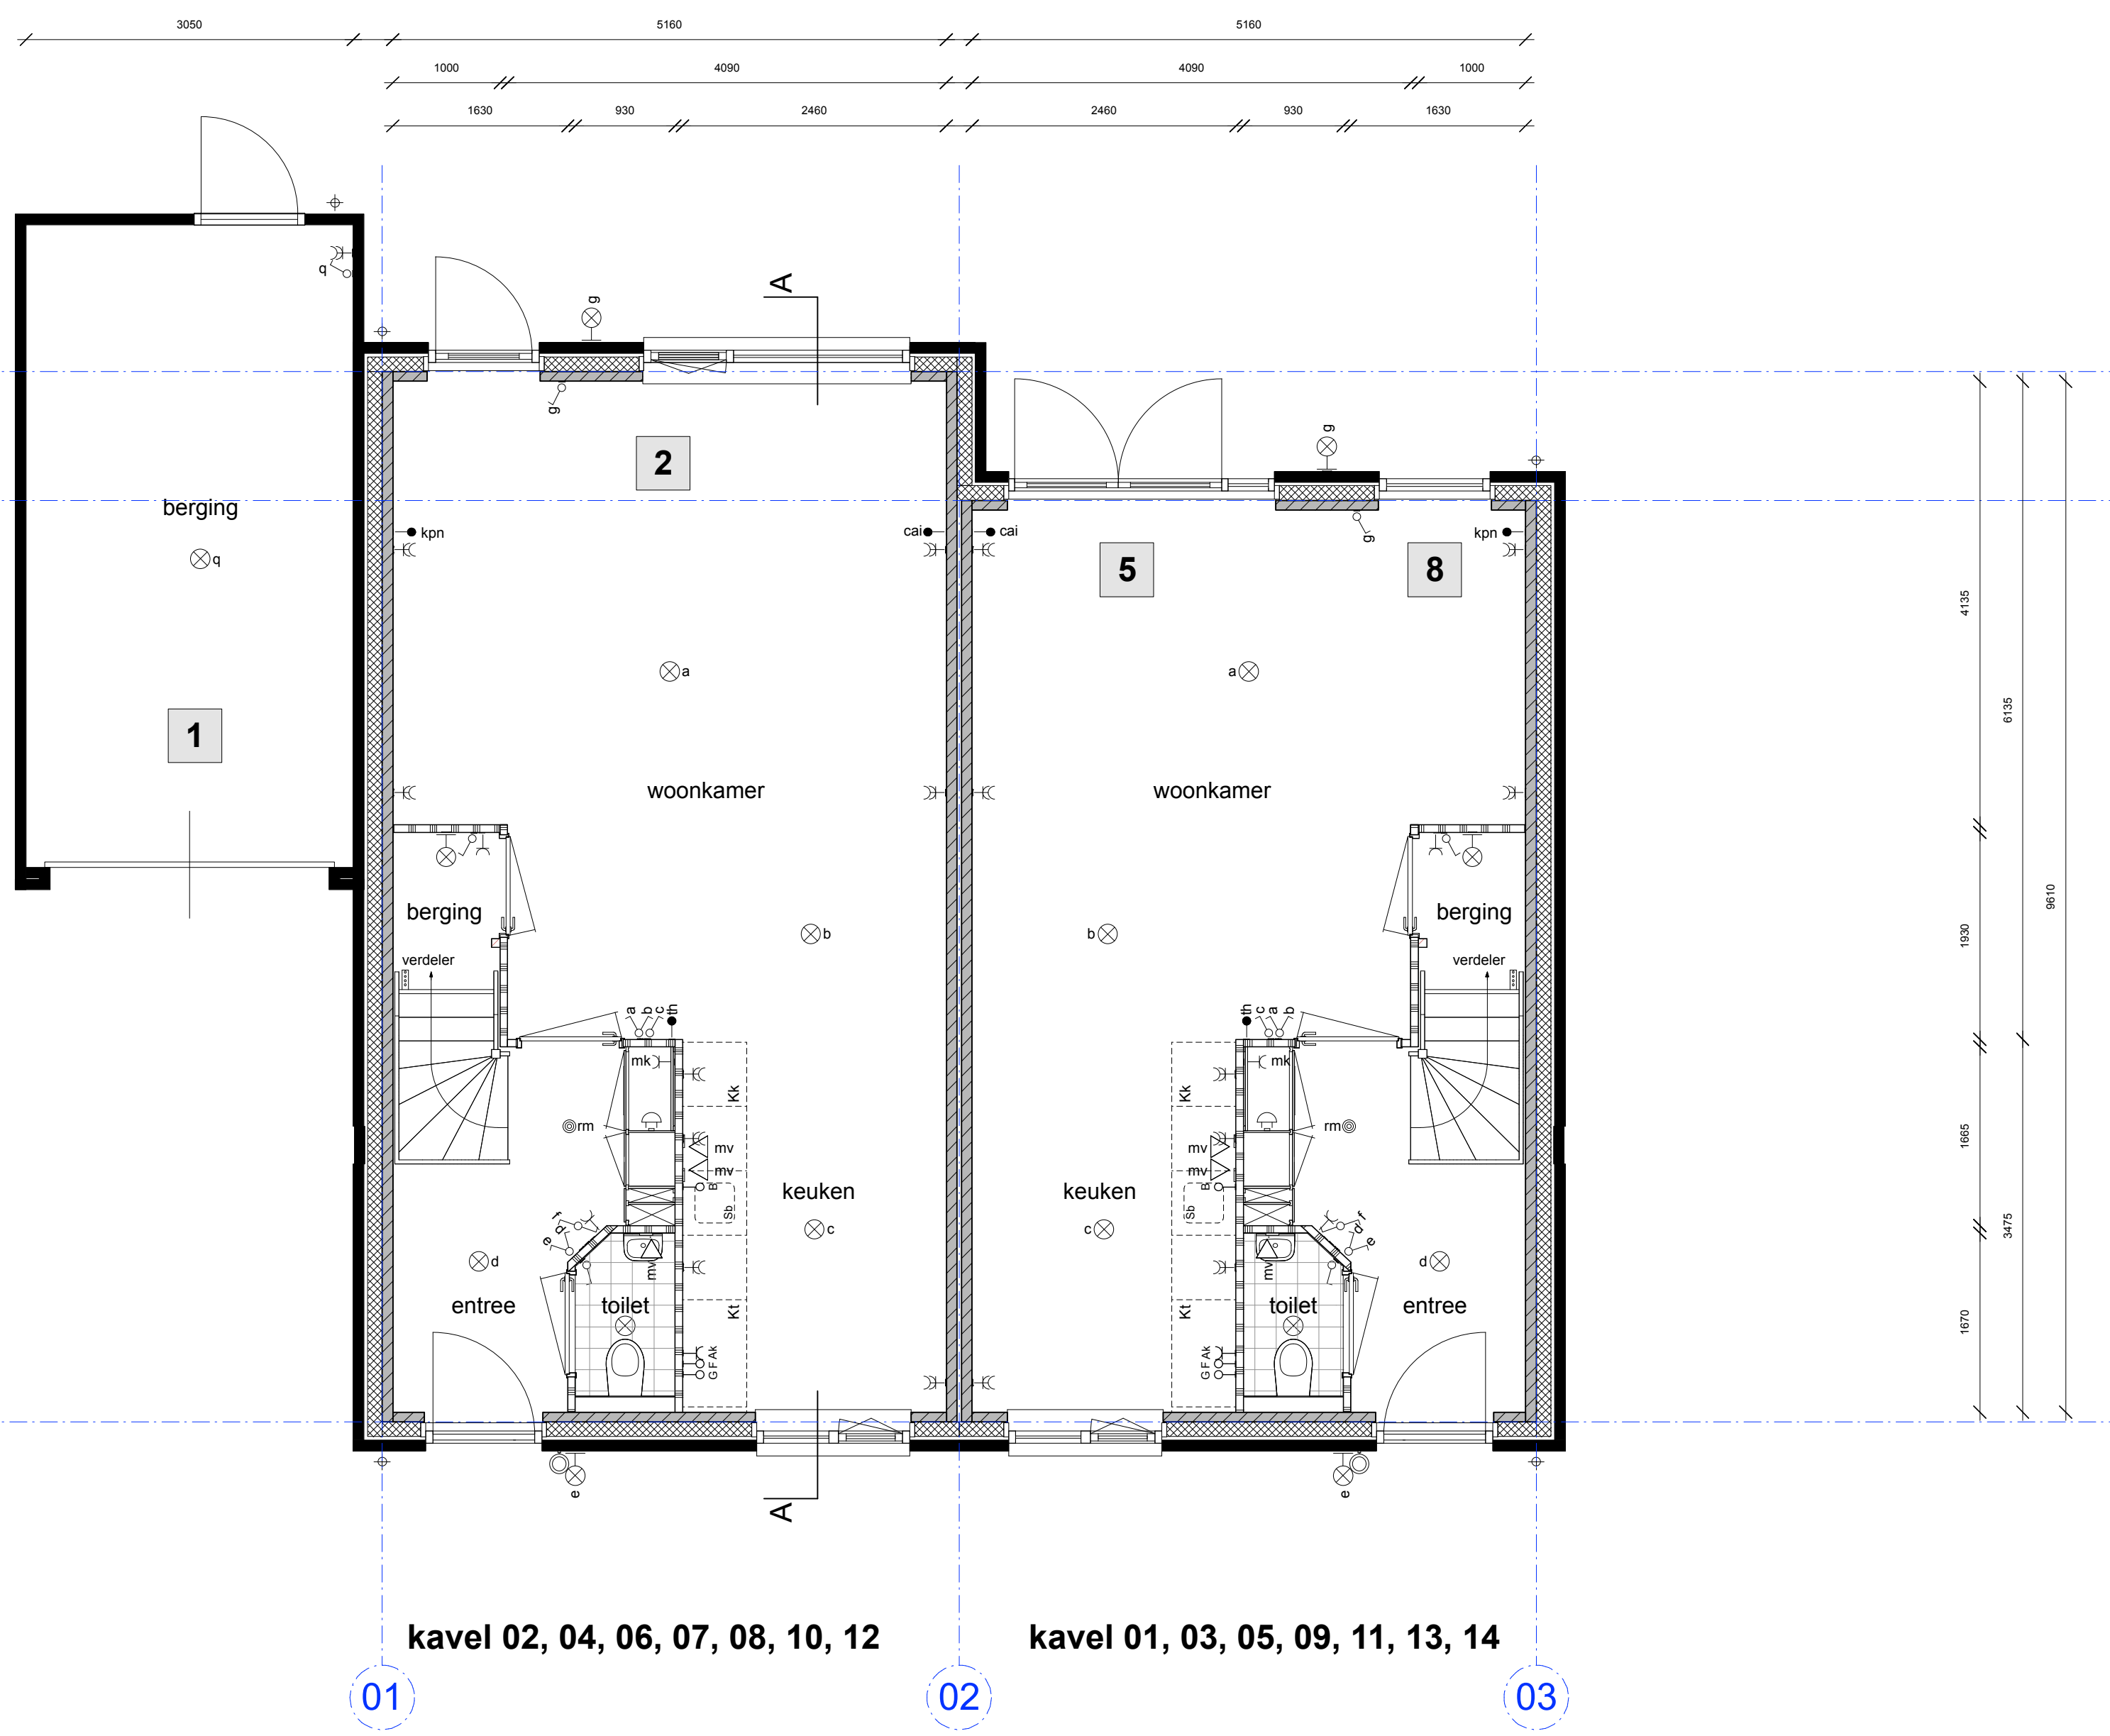 3050
5160
5160
1000
4090
4090
1000
1630
930
2460
2460
930
1630
A
g
q
g
g
2
berging
q
kpn
cai
cai
g
kpn
5
8
4135
6135
9610
1930
1665
3475
1670
a
a
1
woonkamer
woonkamer
berging
berging
b
b
verdeler
verdeler
a b c th
th c a b
mk
mk
Kk
Kk
rm
rm
mv
mv
mv
mv
B
B
Sb
Sb
keuken
keuken
f
d
e
f
d
e
c
c
mv
mv
d
d
entree
toilet
Kt
Kt
toilet
entree
G F Ak
G F Ak
e
A
e
kavel 02, 04, 06, 07, 08, 10, 12
kavel 01, 03, 05, 09, 11, 13, 14
01
02
03